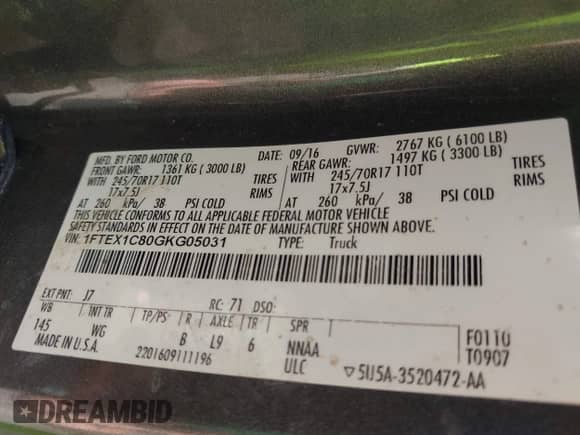 MFD. BY FORD MOTOR CO. DATE: 09/16 GVWR: 2767 KG ( 6100 LB)
FRONT GAWR: 1361 KG ( 3000 LB) REAR GAWR: 1497 KG ( 3300 LB)
WITH 245/70R17 110T TIRES WITH 245/70R17 110T TIRES
17x7.5J RIMS 17x7.5J RIMS
AT 260 kPa/ 38 PSI COLD AT 260 kPa/ 38 PSI COLD
THIS VEHICLE CONFORMS TO ALL APPLICABLE FEDERAL MOTOR VEHICLE
SAFETY STANDARDS IN EFFECT ON THE DATE OF MANUFACTURE SHOWN ABOVE.
VIN: 1FTEX1C80GKG05031 TYPE: Truck
EXT PNT: J7 RC: 71 DSO:
WB INT TR TP/PS R AXLE TR SPR F0110
145 WG B L9 6 NNAA T0907
MADE IN U.S.A. 2201609111196 ULC ▽5U5A-3520472-AA
DREAMBID